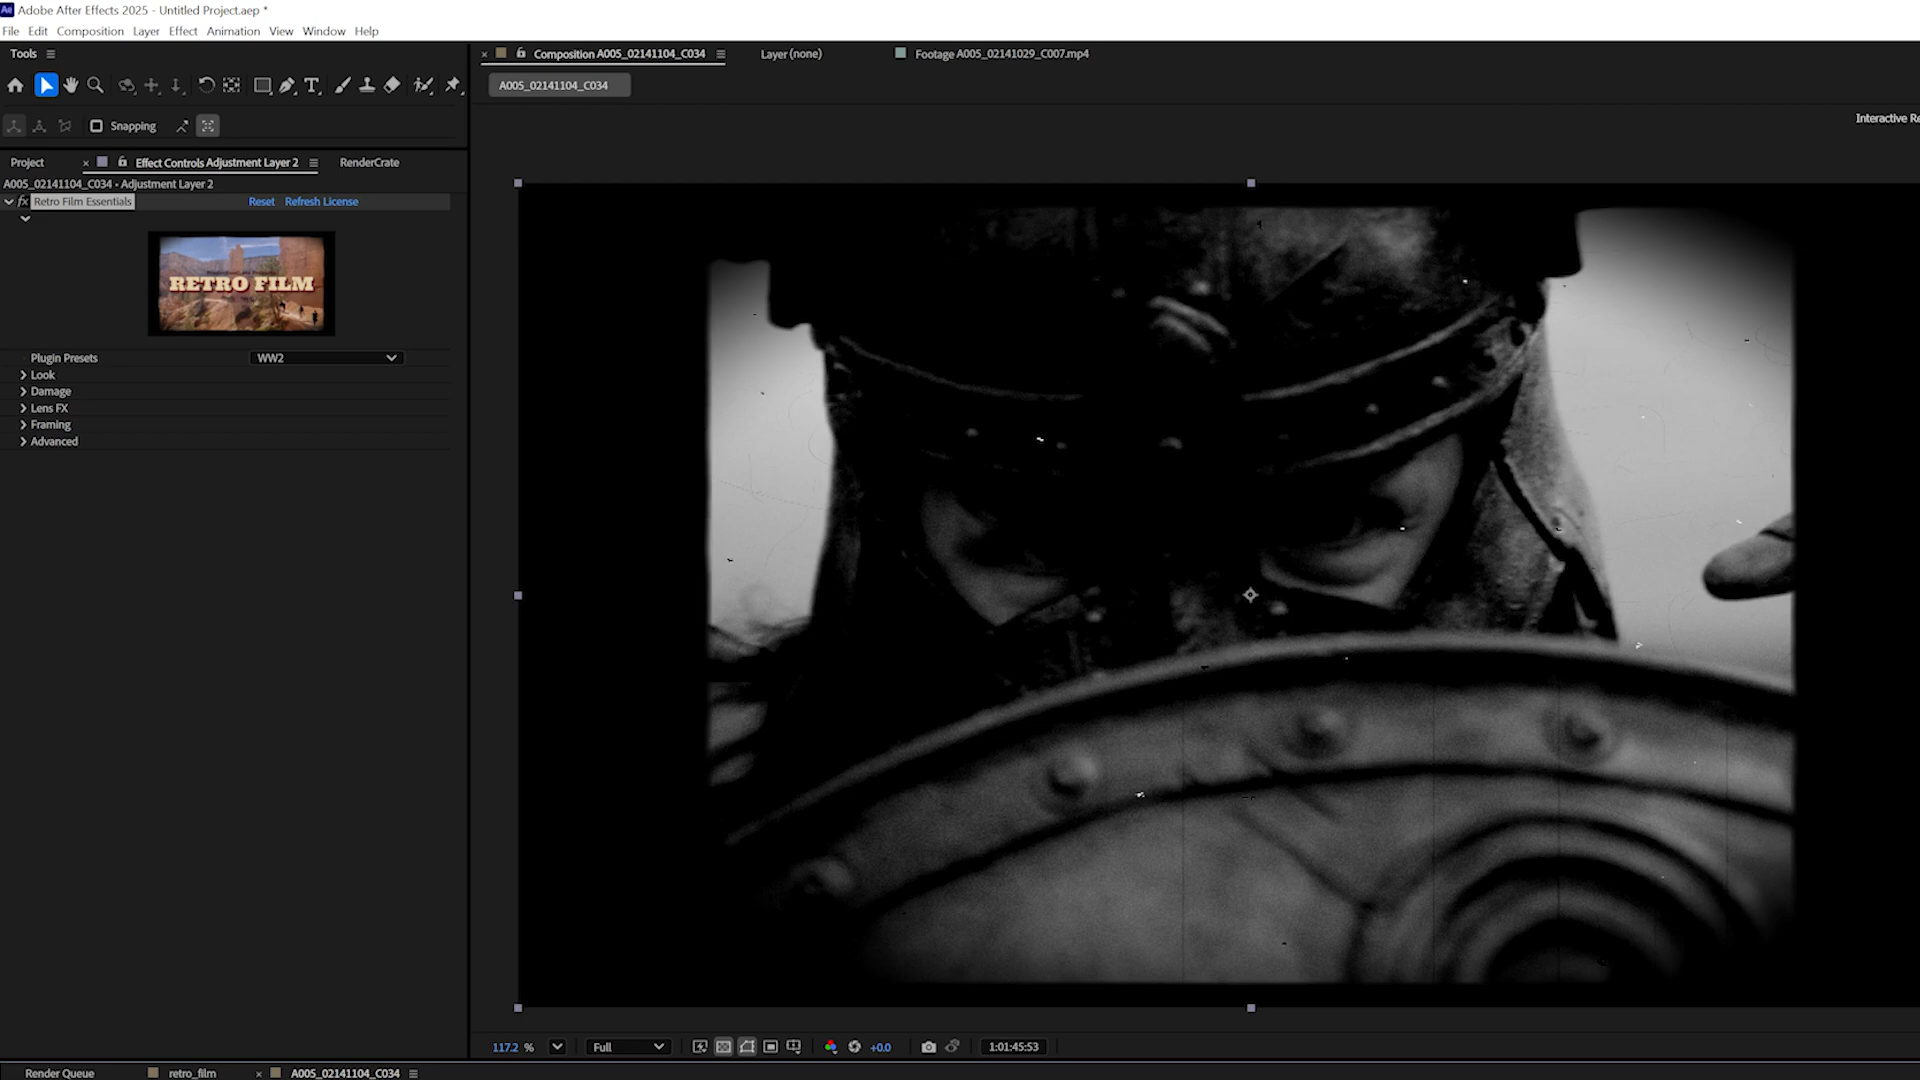 Ae Adobe After Effects 2025 - Untitled Project.aep *
File Edit Composition Layer Effect Animation View Window Help
Tools
Composition A005_02141104_C034
Layer (none)
Footage A005_02141029_C007.mp4
A005_02141104_C034
Snapping
Interactive Re
Project
Effect Controls Adjustment Layer 2
RenderCrate
A005_02141104_C034 • Adjustment Layer 2
fx Retro Film Essentials
Reset
Refresh License
RETRO FILM
Plugin Presets
WW2
Look
Damage
Lens FX
Framing
Advanced
117.2 %
Full
+0.0
1:01:45:53
Render Queue
retro_film
A005_02141104_C034